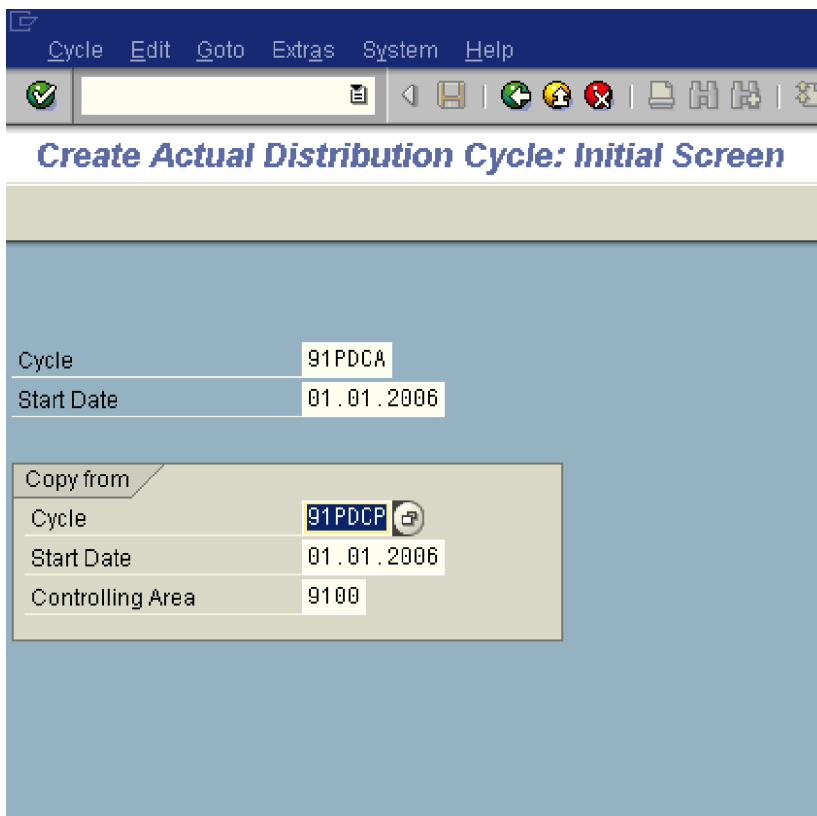 Cycle Edit Goto Extras System Help
Create Actual Distribution Cycle: Initial Screen
Cycle 91PDCA
Start Date 01.01.2006
Copy from
Cycle 91PDCP
Start Date 01.01.2006
Controlling Area 9100